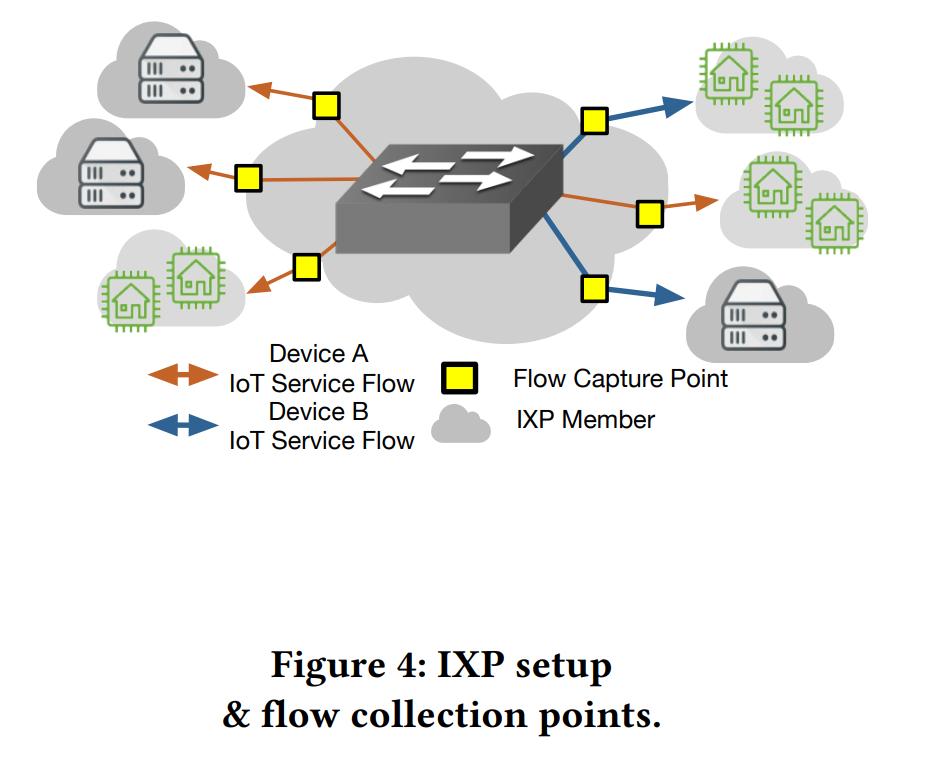 Device A
IoT Service Flow
Device B
IoT Service Flow
Flow Capture Point
IXP Member
Figure 4: IXP setup
& flow collection points.